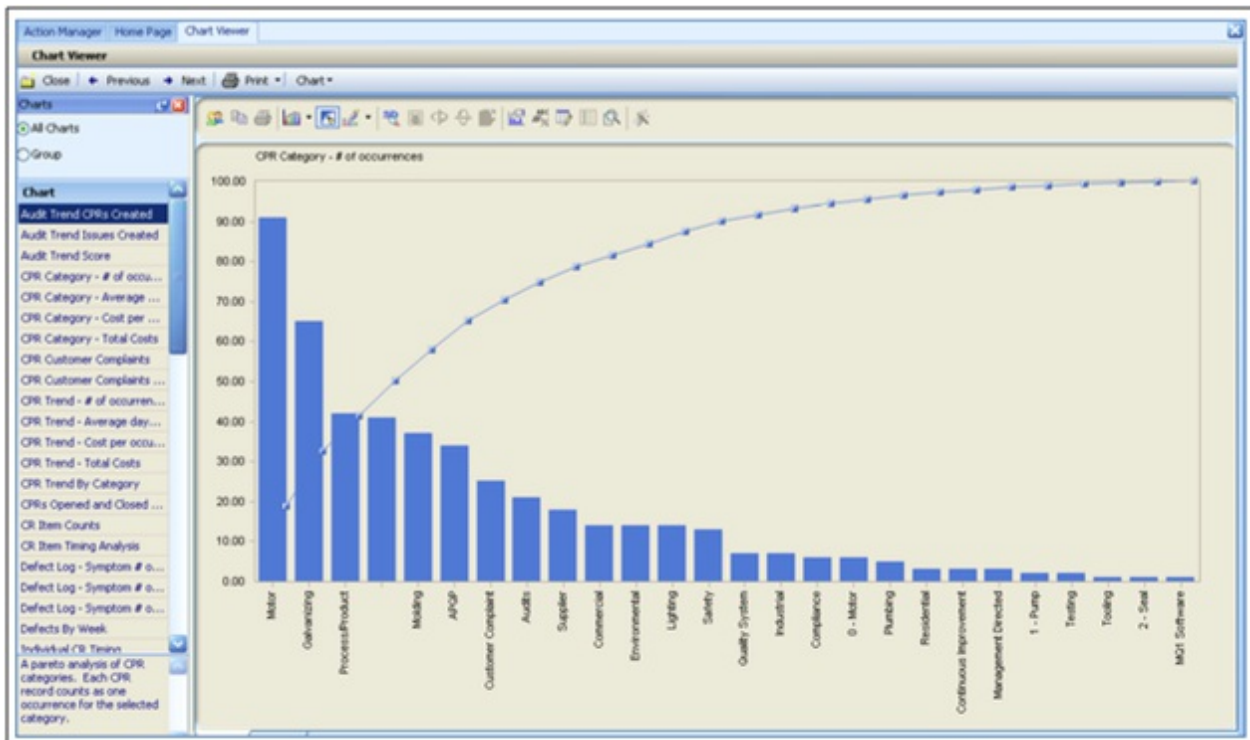 Action Manager Home Page Chart Viewer
Chart Viewer
Close Previous Next Print Chart
Charts
All Charts
Group
Chart
Audit Trend CPRs Created
Audit Trend Issues Created
Audit Trend Score
CPR Category - # of occu...
CPR Category - Average ...
CPR Category - Cost per ...
CPR Category - Total Costs
CPR Customer Complaints
CPR Customer Complaints ...
CPR Trend - # of occurren...
CPR Trend - Average day...
CPR Trend - Cost per occu...
CPR Trend - Total Costs
CPR Trend By Category
CPRs Opened and Closed ...
CR Item Counts
CR Item Timing Analysis
Defect Log - Symptom # o...
Defect Log - Symptom # o...
Defect Log - Symptom # o...
Defects By Week
Individual CR Timing
A pareto analysis of CPR
categories. Each CPR
record counts as one
occurrence for the selected
category.
CPR Category - # of occurrences
100.00
90.00
80.00
70.00
60.00
50.00
40.00
30.00
20.00
10.00
0.00
Motor
Galvanizing
Process/Product
Molding
APQP
Customer Complaint
Audits
Supplier
Commercial
Environmental
Lighting
Safety
Quality System
Industrial
Compliance
0 - Motor
Plumbing
Residential
Continuous Improvement
Management Directed
1 - Pump
Testing
Tooling
2 - Seal
MQ1 Software